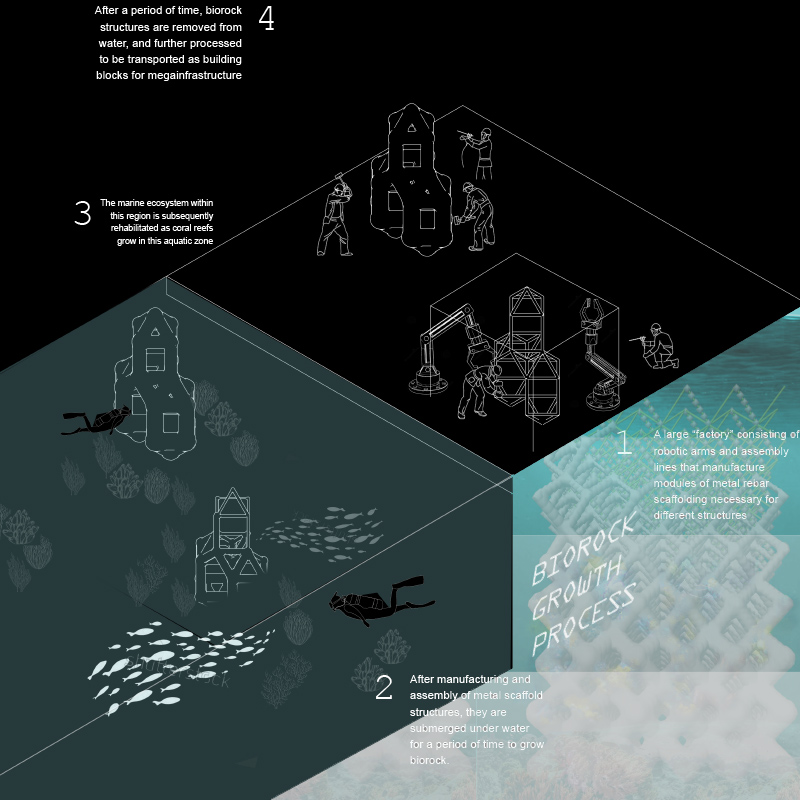 After a period of time, biorock
structures are removed from
water, and further processed
to be transported as building
blocks for megainfrastructure
4
3
The marine ecosystem within
this region is subsequently
rehabilitated as coral reefs
grow in this aquatic zone
1
A large "factory" consisting of
robotic arms and assembly
lines that manufacture
modules of metal rebar
scaffolding necessary for
different structures
BIOROCK
GROWTH
PROCESS
2
After manufacturing and
assembly of metal scaffold
structures, they are
submerged under water
for a period of time to grow
biorock.